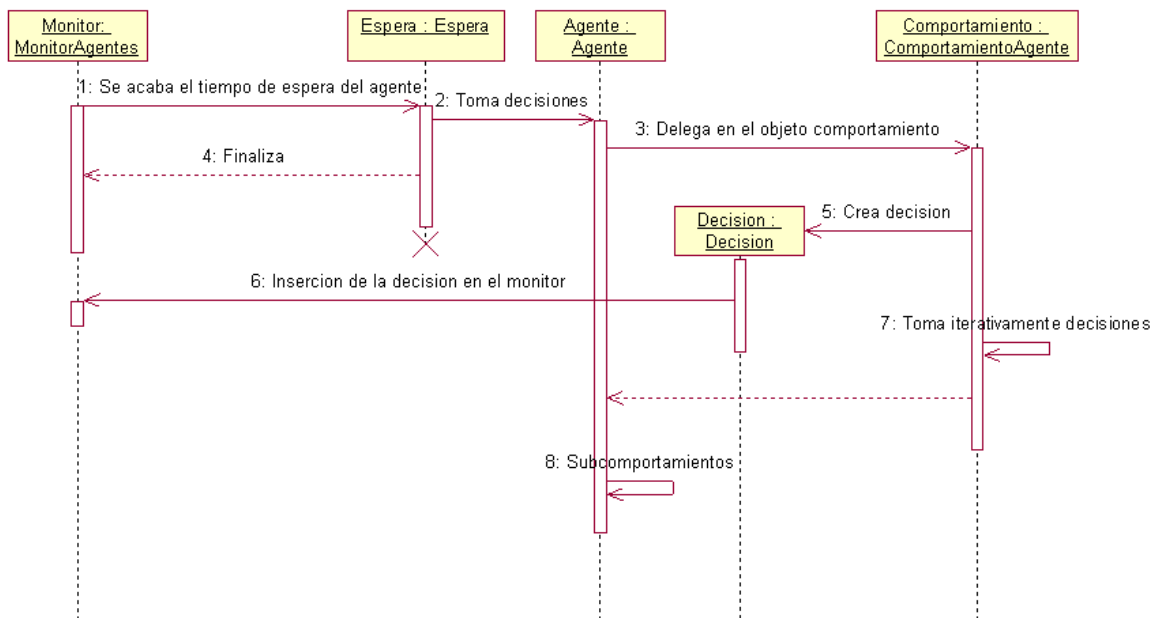 Monitor:
MonitorAgentes
Espera : Espera
Agente :
Agente
Comportamiento :
ComportamientoAgente
1: Se acaba el tiempo de espera del agente
2: Toma decisiones
3: Delega en el objeto comportamiento
4: Finaliza
Decision :
Decision
5: Crea decision
6: Insercion de la decision en el monitor
7: Toma iterativamente decisiones
8: Subcomportamientos